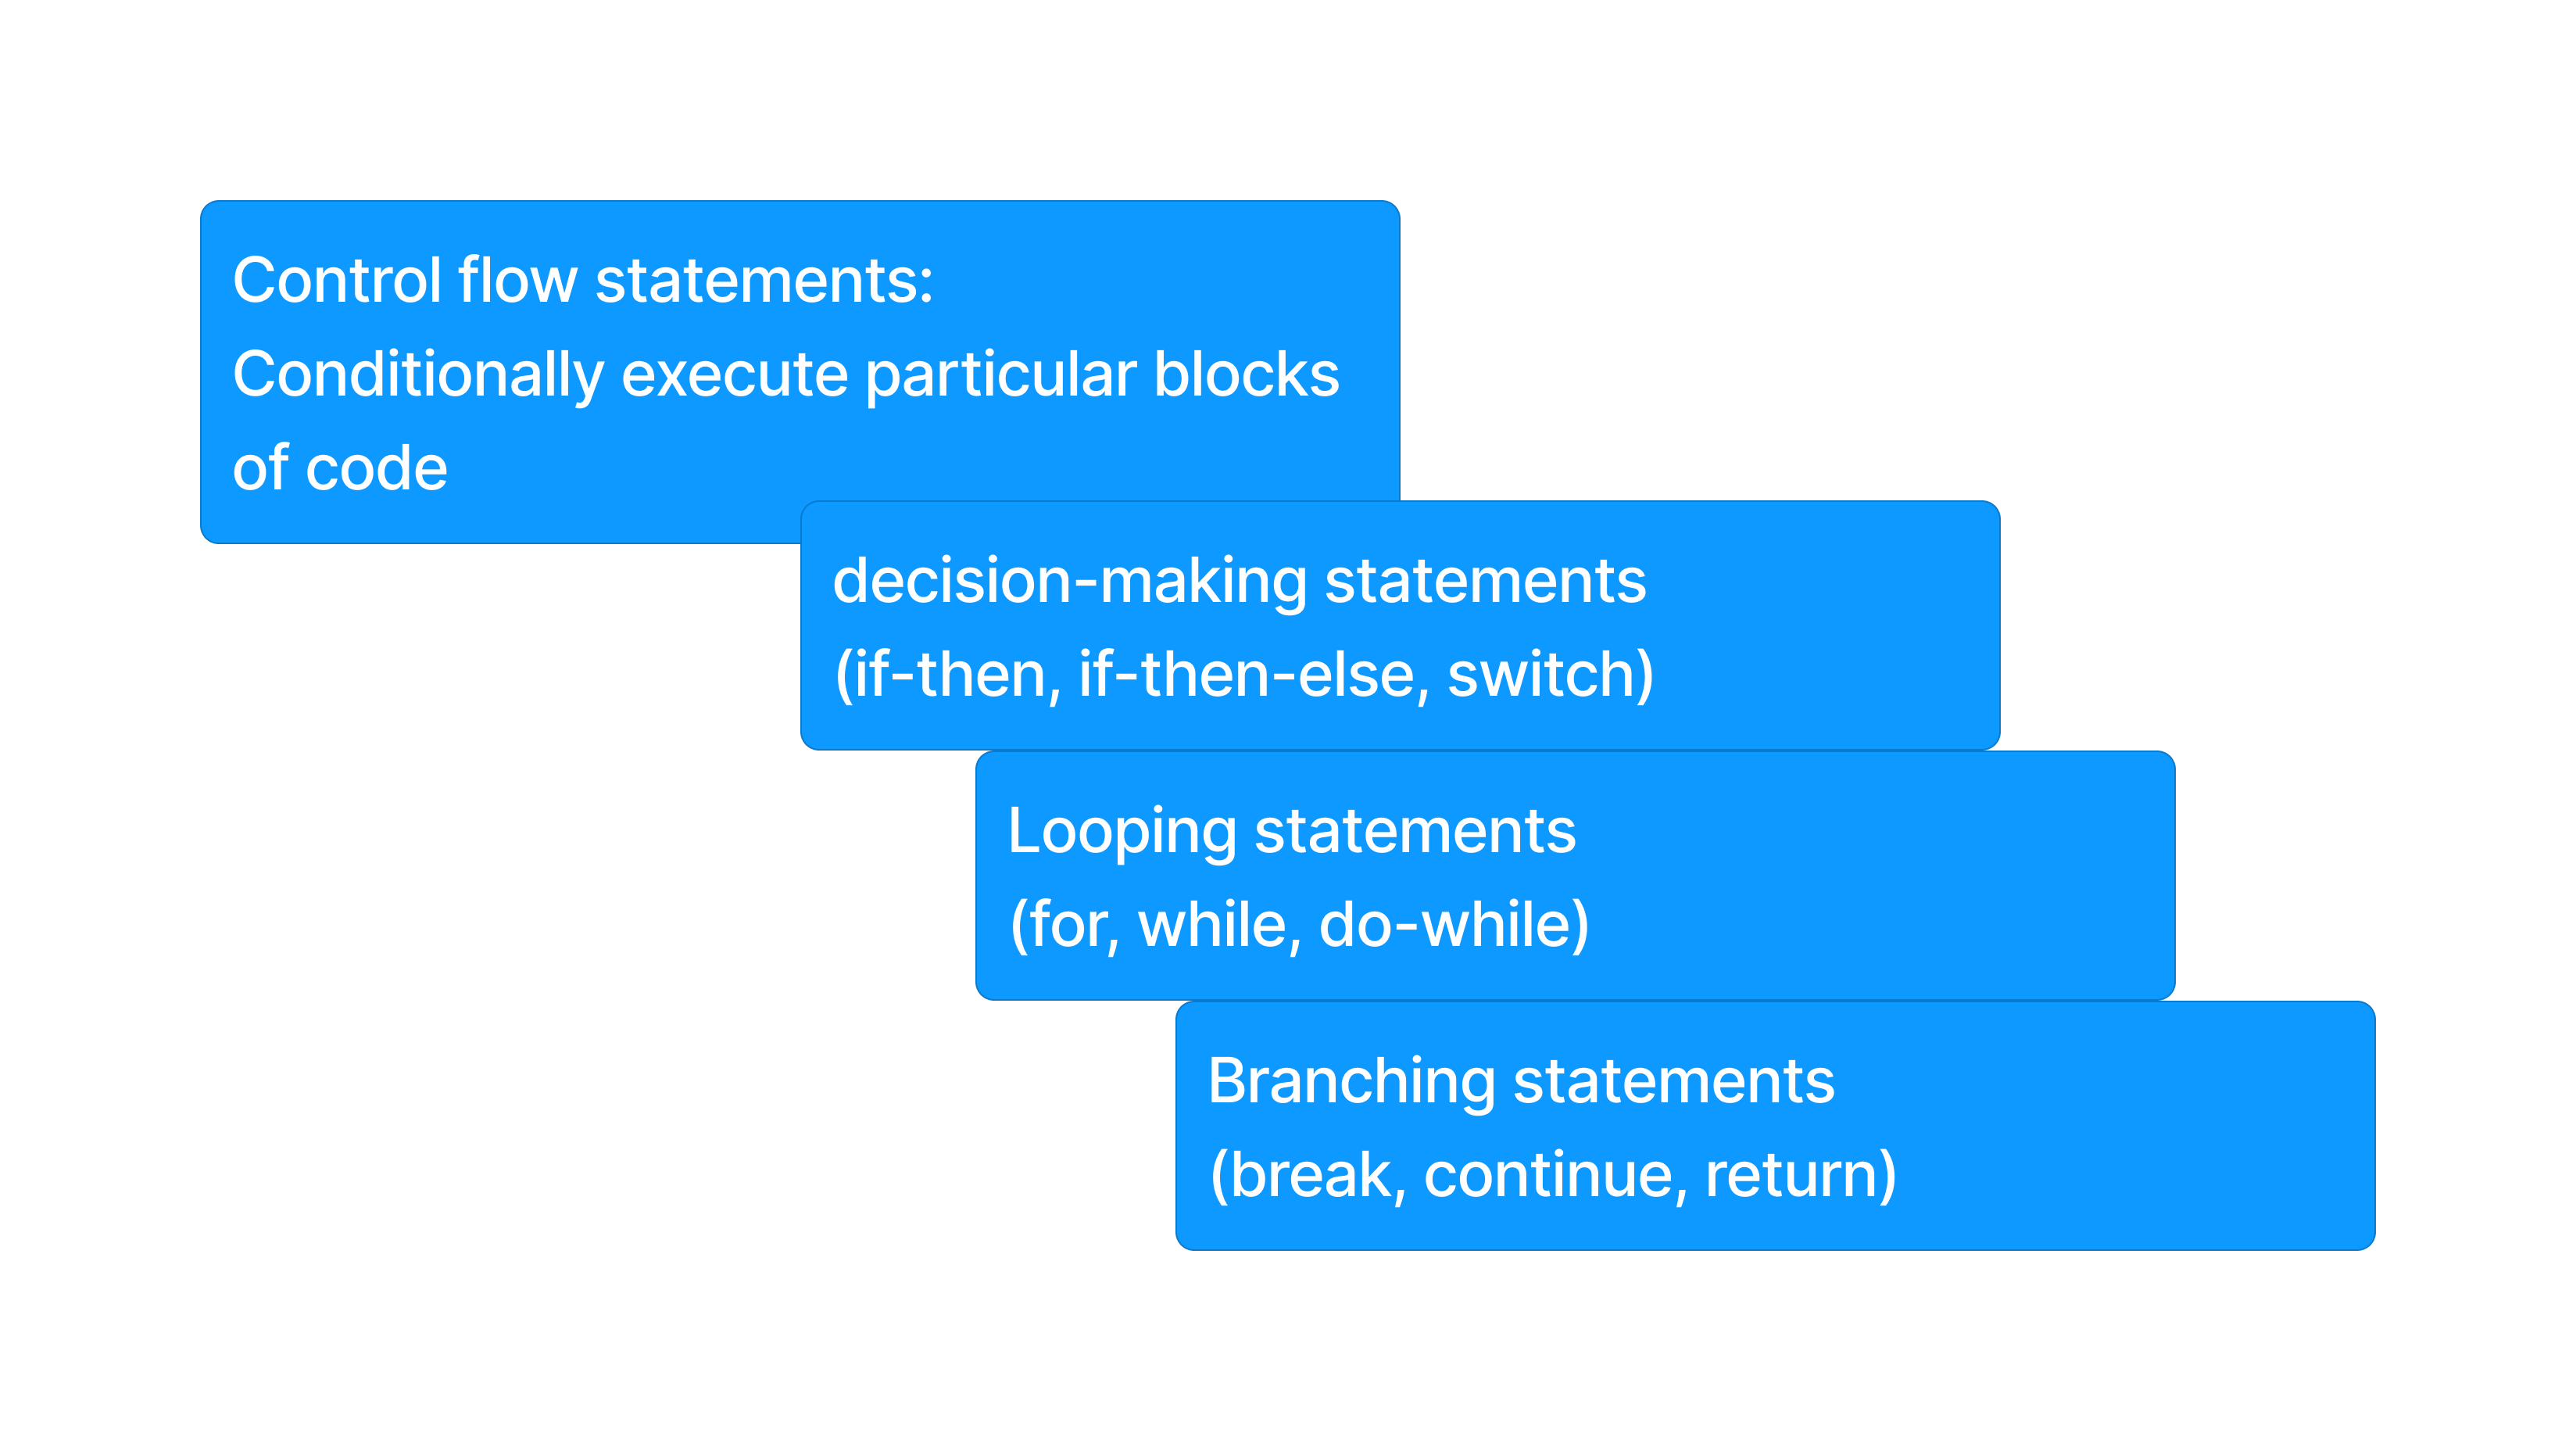 Control flow statements:
Conditionally execute particular blocks
of code
decision-making statements
(if-then, if-then-else, switch)
Looping statements
(for, while, do-while)
Branching statements
(break, continue, return)